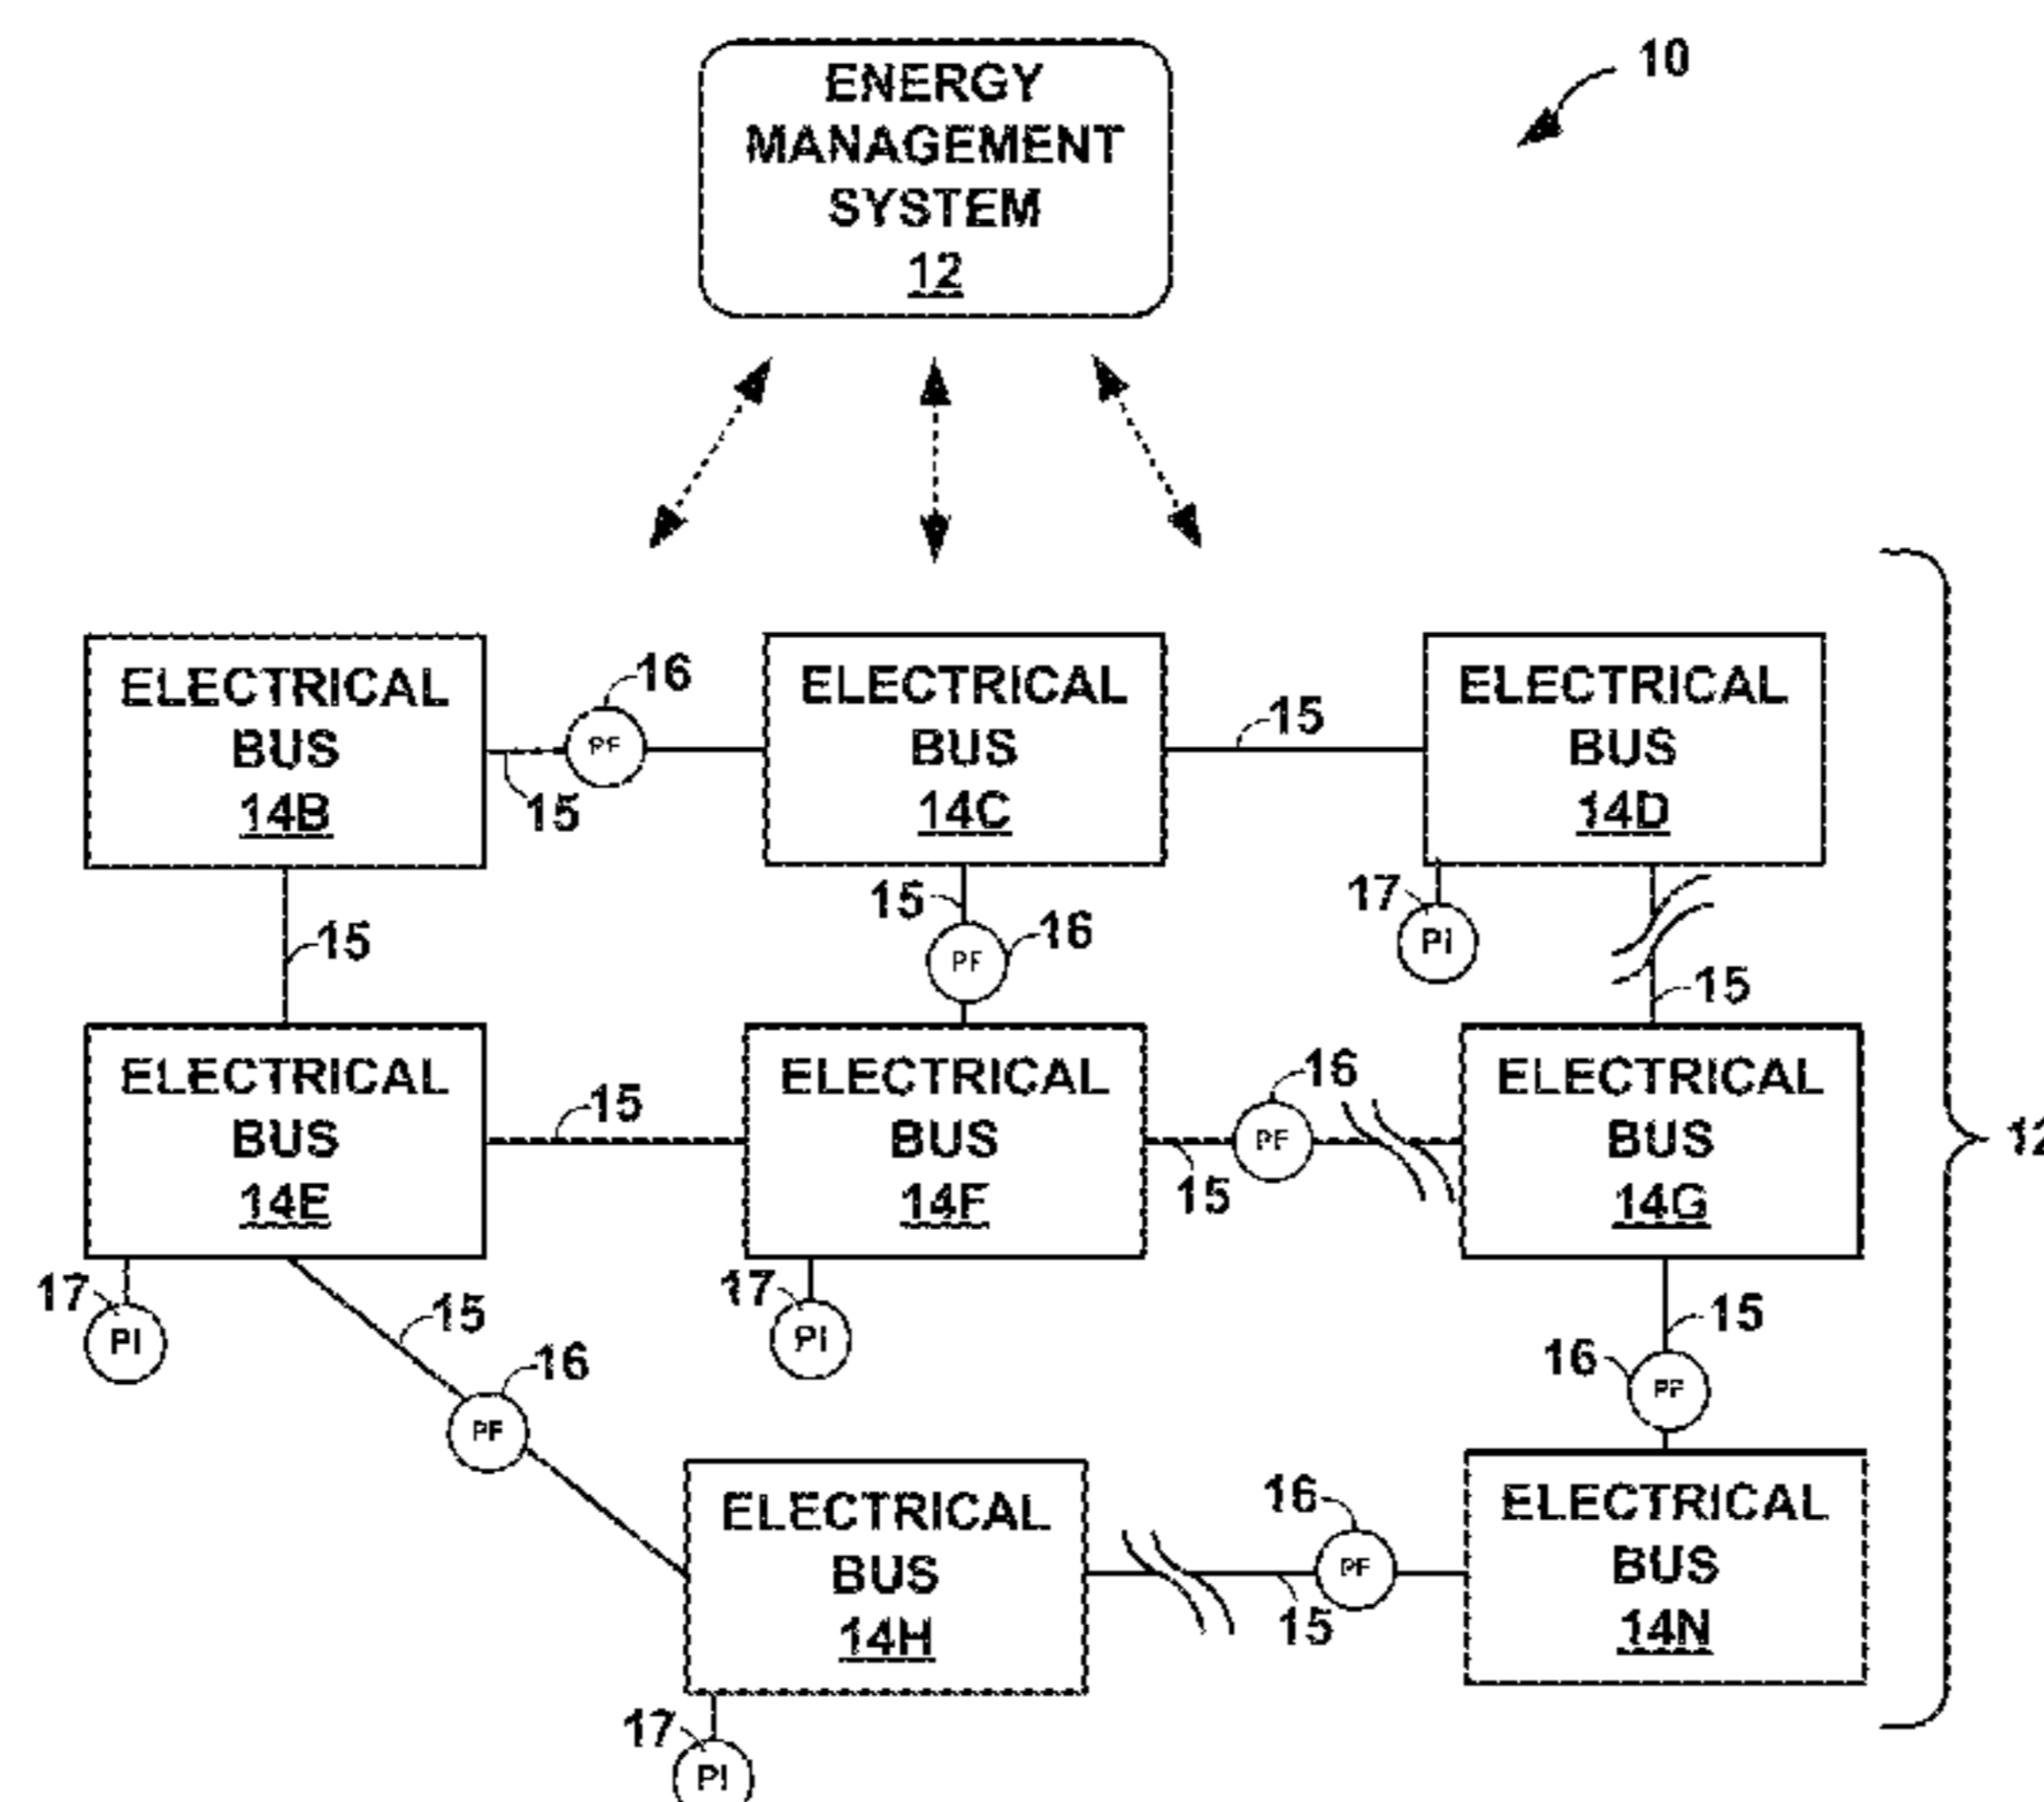 10
ENERGY
MANAGEMENT
SYSTEM
12
ELECTRICAL
BUS
14B
16
PF
15
ELECTRICAL
BUS
14C
15
ELECTRICAL
BUS
14D
15
15
PF
16
17
PI
15
12
ELECTRICAL
BUS
14E
15
ELECTRICAL
BUS
14F
16
PF
15
ELECTRICAL
BUS
14G
17
PI
15
16
PF
17
PI
15
16
PF
ELECTRICAL
BUS
14H
16
PF
15
ELECTRICAL
BUS
14N
17
PI